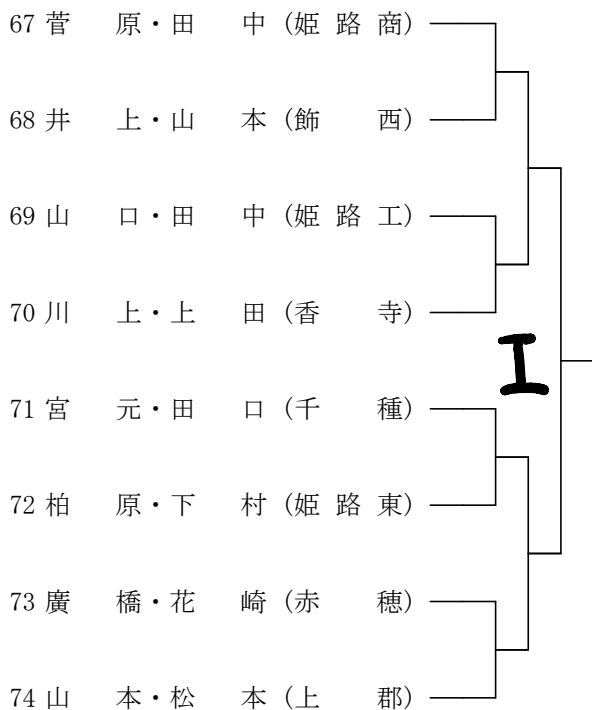 67 菅 原・田 中 (姫 路 商)
68 井 上・山 本 (飾 西)
69 山 口・田 中 (姫 路 工)
70 川 上・上 田 (香 寺)
I
71 宮 元・田 口 (千 種)
72 柏 原・下 村 (姫 路 東)
73 廣 橋・花 崎 (赤 穂)
74 山 本・松 本 (上 郡)